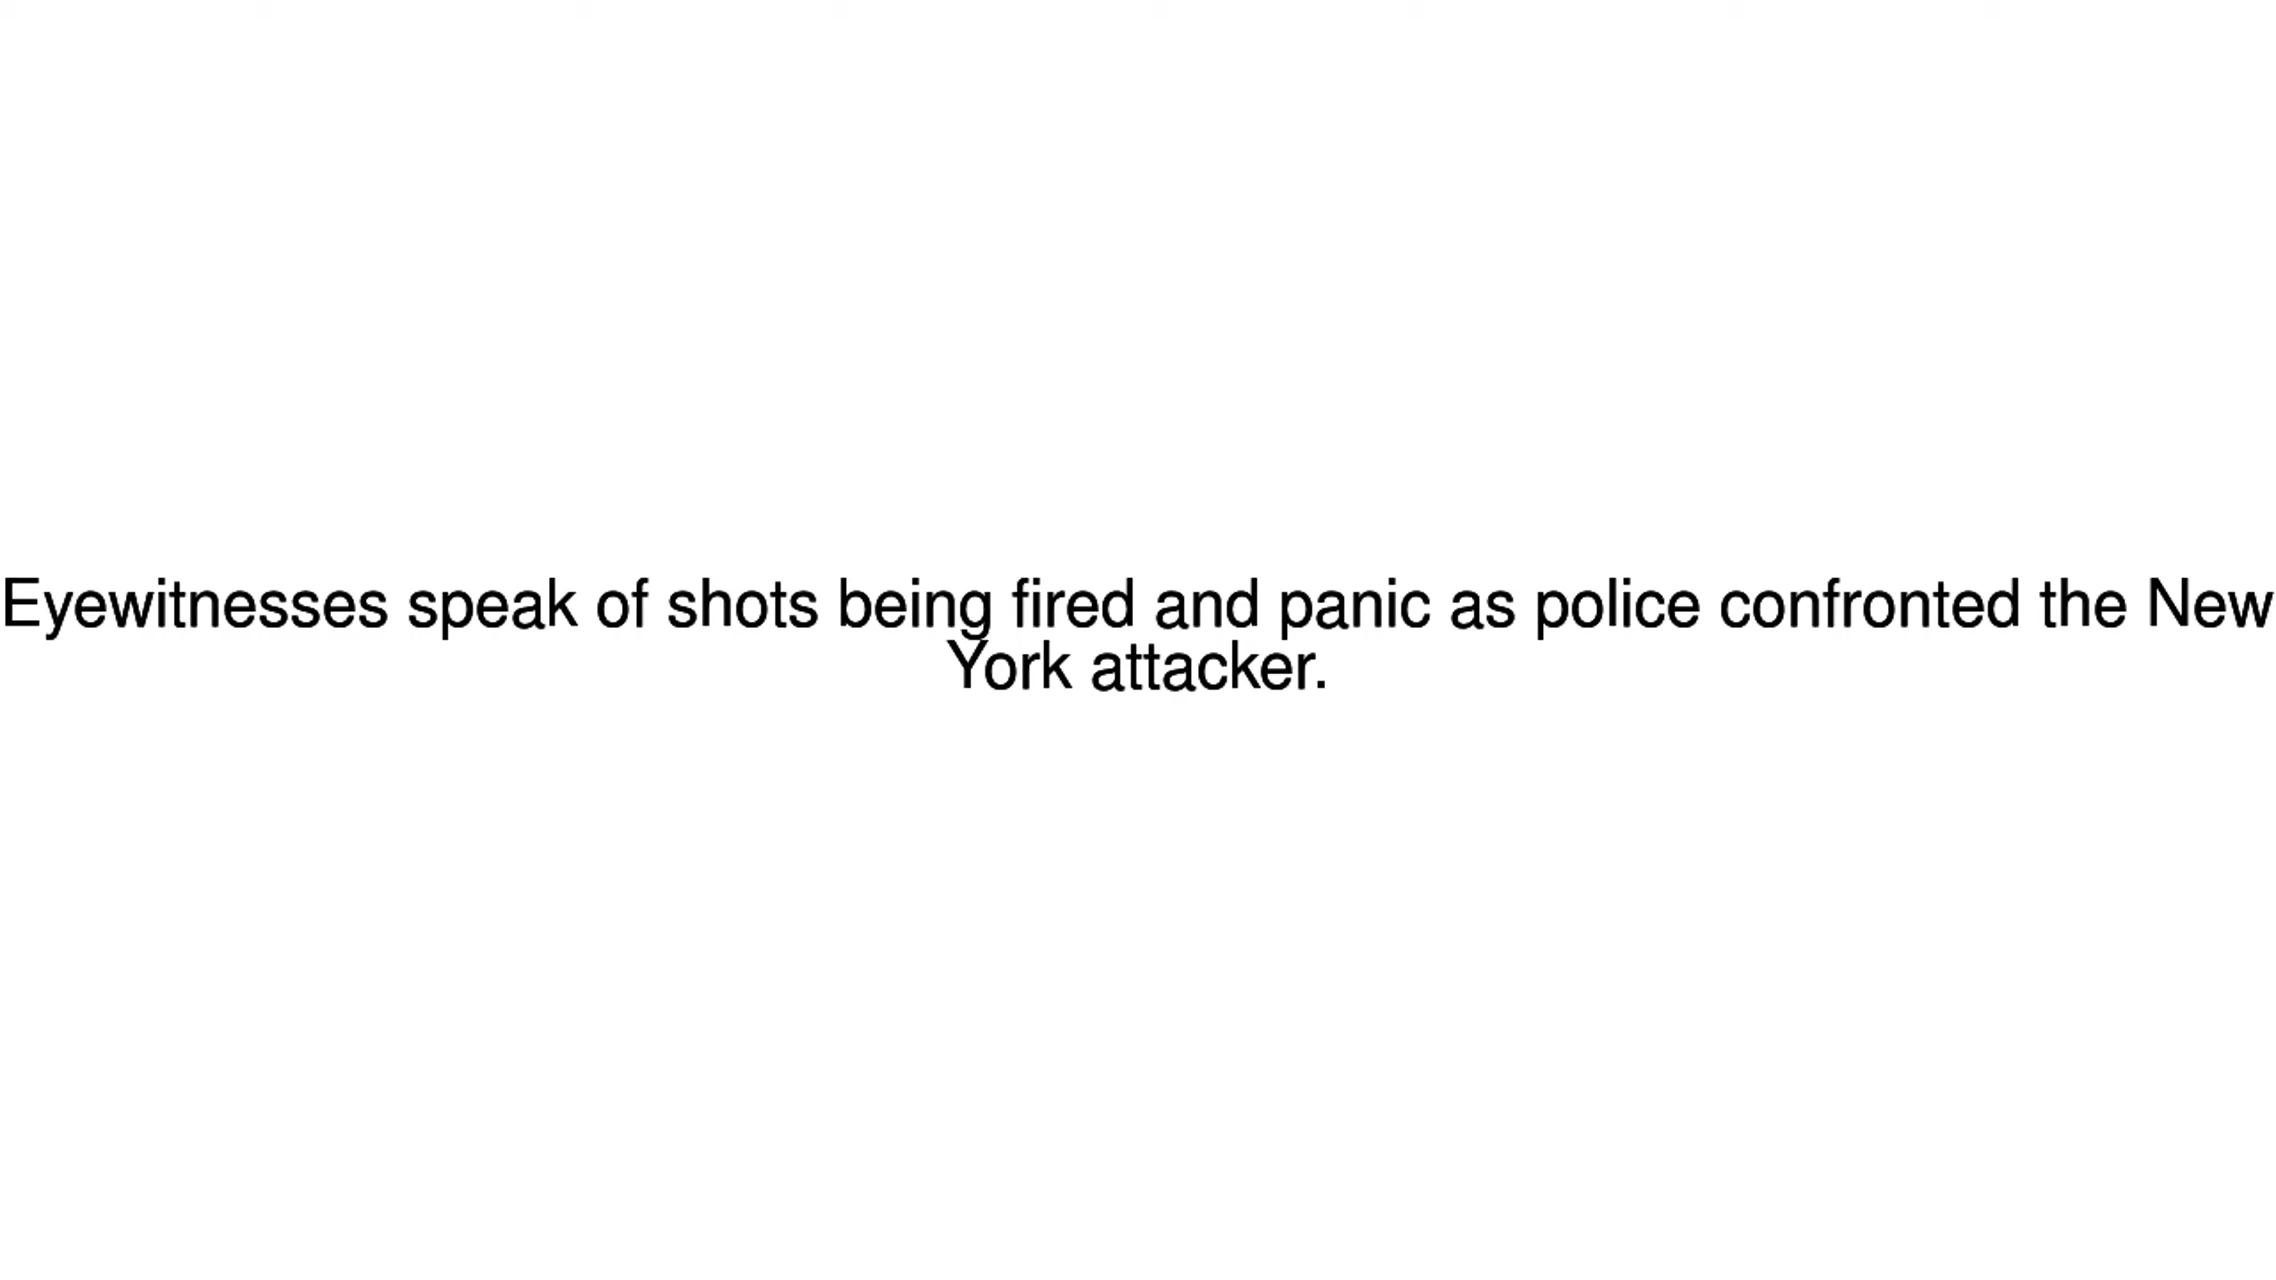 Eyewitnesses speak of shots being fired and panic as police confronted the New
York attacker.